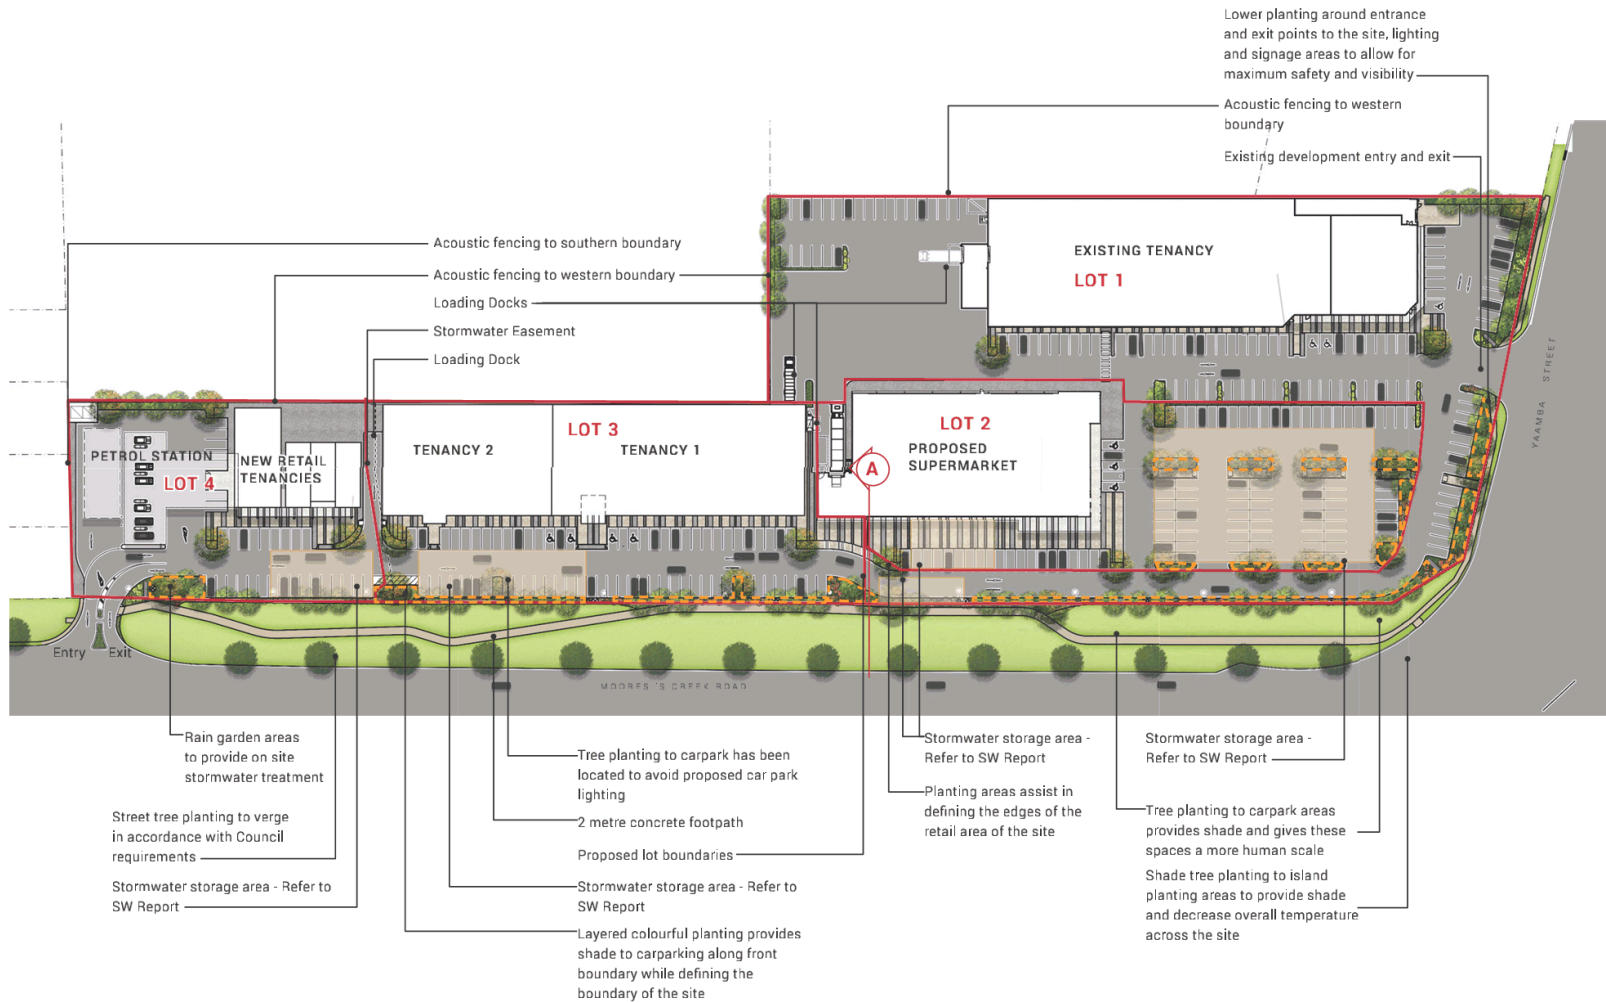 Lower planting around entrance
and exit points to the site, lighting
and signage areas to allow for
maximum safety and visibility
Acoustic fencing to western
boundary
Existing development entry and exit
Acoustic fencing to southern boundary
Acoustic fencing to western boundary
Loading Docks
Stormwater Easement
Loading Dock
EXISTING TENANCY
LOT 1
YAAMBA STREET
LOT 2
PROPOSED
SUPERMARKET
A
LOT 3
TENANCY 2
TENANCY 1
PETROL STATION
LOT 4
NEW RETAIL
TENANCIES
Entry
Exit
MOORES'S CREEK ROAD
Rain garden areas
to provide on site
stormwater treatment
Street tree planting to verge
in accordance with Council
requirements
Stormwater storage area - Refer to
SW Report
Tree planting to carpark has been
located to avoid proposed car park
lighting
2 metre concrete footpath
Proposed lot boundaries
Stormwater storage area - Refer to
SW Report
Layered colourful planting provides
shade to carparking along front
boundary while defining the
boundary of the site
Stormwater storage area -
Refer to SW Report
Planting areas assist in
defining the edges of the
retail area of the site
Stormwater storage area -
Refer to SW Report
Tree planting to carpark areas
provides shade and gives these
spaces a more human scale
Shade tree planting to island
planting areas to provide shade
and decrease overall temperature
across the site